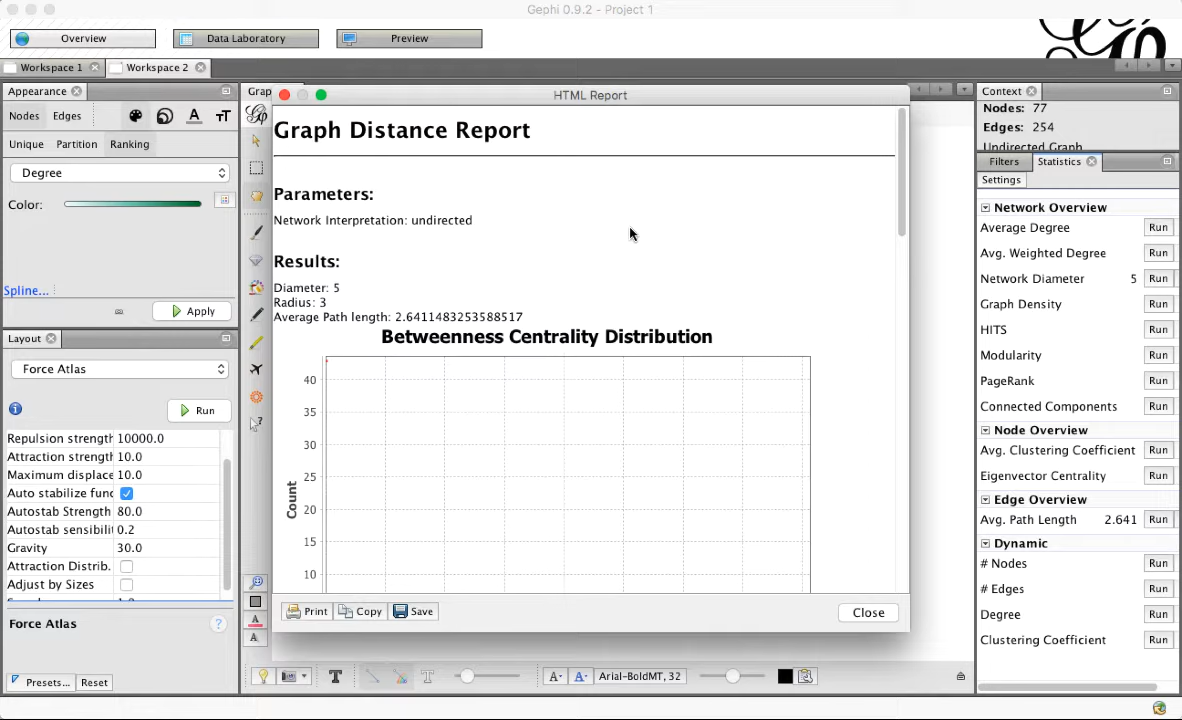 Gephi 0.9.2 - Project 1
Overview
Data Laboratory
Preview
Workspace 1
Workspace 2
Appearance
Nodes
Edges
Unique
Partition
Ranking
Degree
Color:
Spline...
Apply
Layout
Force Atlas
Run
Repulsion strength 10000.0
Attraction strength 10.0
Maximum displace 10.0
Auto stabilize func
Autostab Strength 80.0
Autostab sensibilit 0.2
Gravity 30.0
Attraction Distrib.
Adjust by Sizes
Force Atlas
?
Presets...
Reset
Grap
HTML Report
Graph Distance Report
Parameters:
Network Interpretation: undirected
Results:
Diameter: 5
Radius: 3
Average Path length: 2.6411483253588517
Betweenness Centrality Distribution
40
35
30
25
20
15
10
Count
Print
Copy
Save
Close
Arial-BoldMT, 32
Context
Nodes: 77
Edges: 254
Undirected Graph
Filters
Statistics
Settings
Network Overview
Average Degree Run
Avg. Weighted Degree Run
Network Diameter 5 Run
Graph Density Run
HITS Run
Modularity Run
PageRank Run
Connected Components Run
Node Overview
Avg. Clustering Coefficient Run
Eigenvector Centrality Run
Edge Overview
Avg. Path Length 2.641 Run
Dynamic
# Nodes Run
# Edges Run
Degree Run
Clustering Coefficient Run